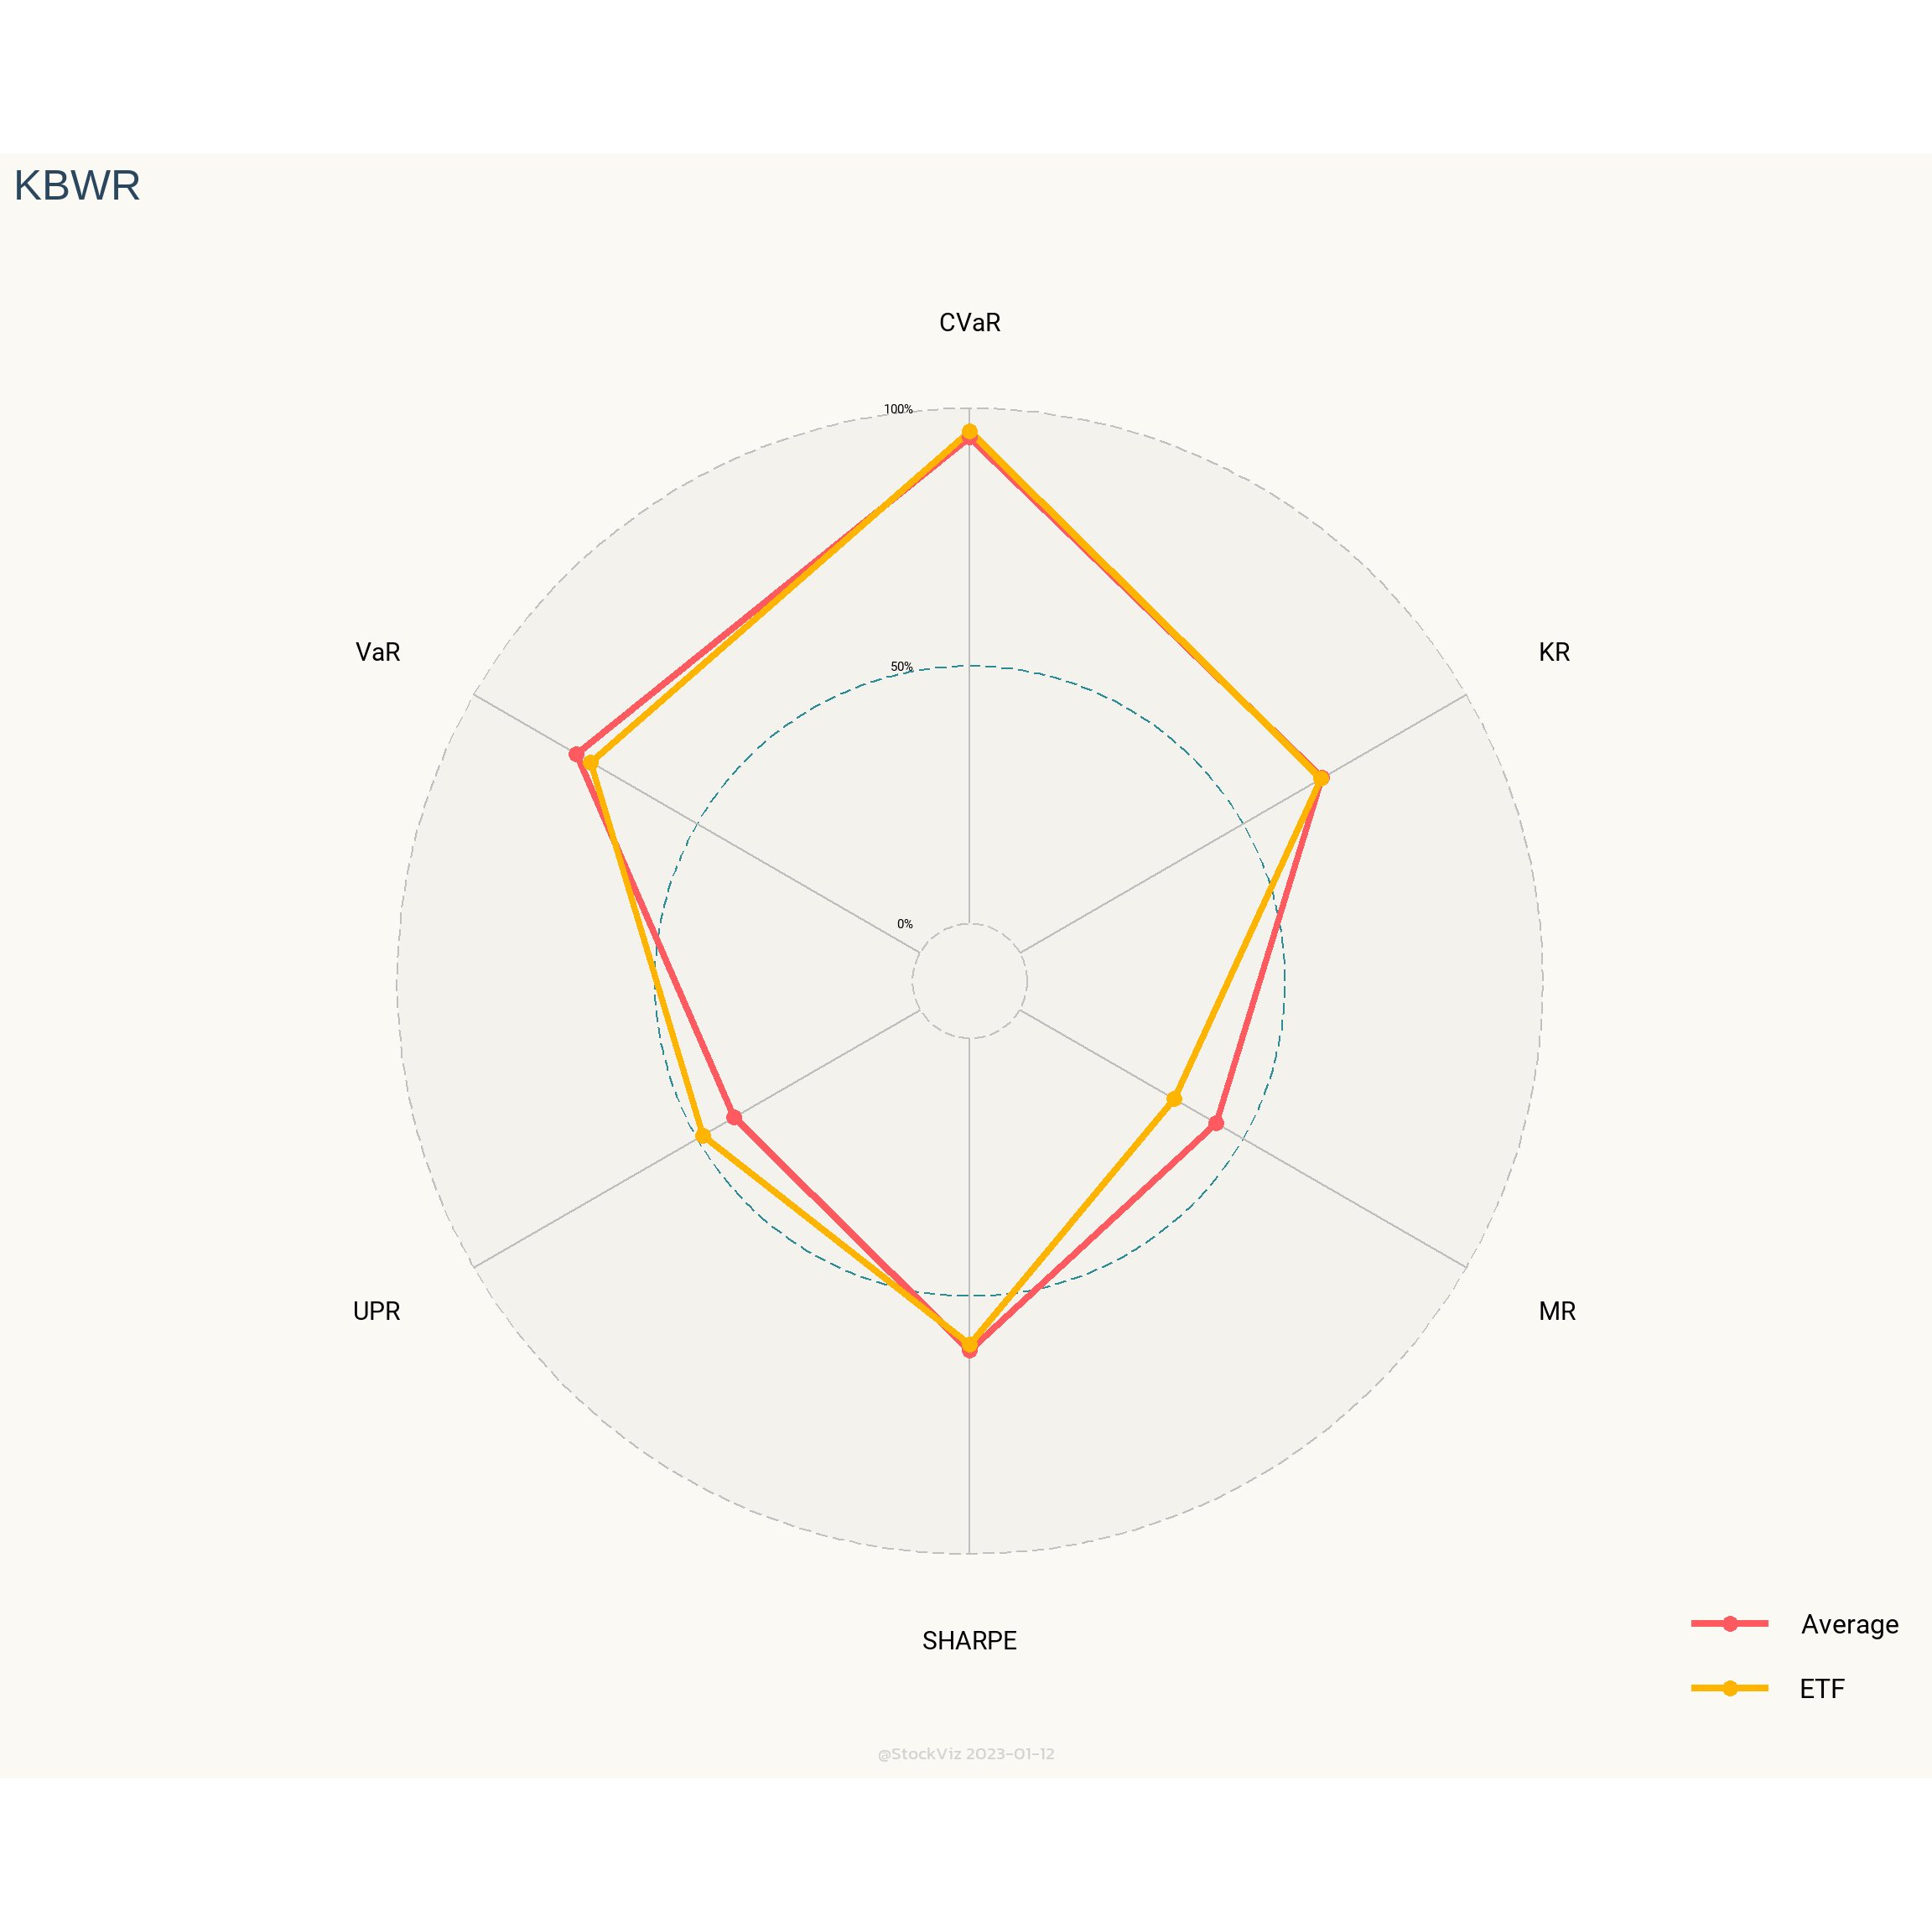 KBWR
CVaR
100%
KR
VaR
50%
0%
UPR
MR
SHARPE
Average
ETF
@StockViz 2023-01-12